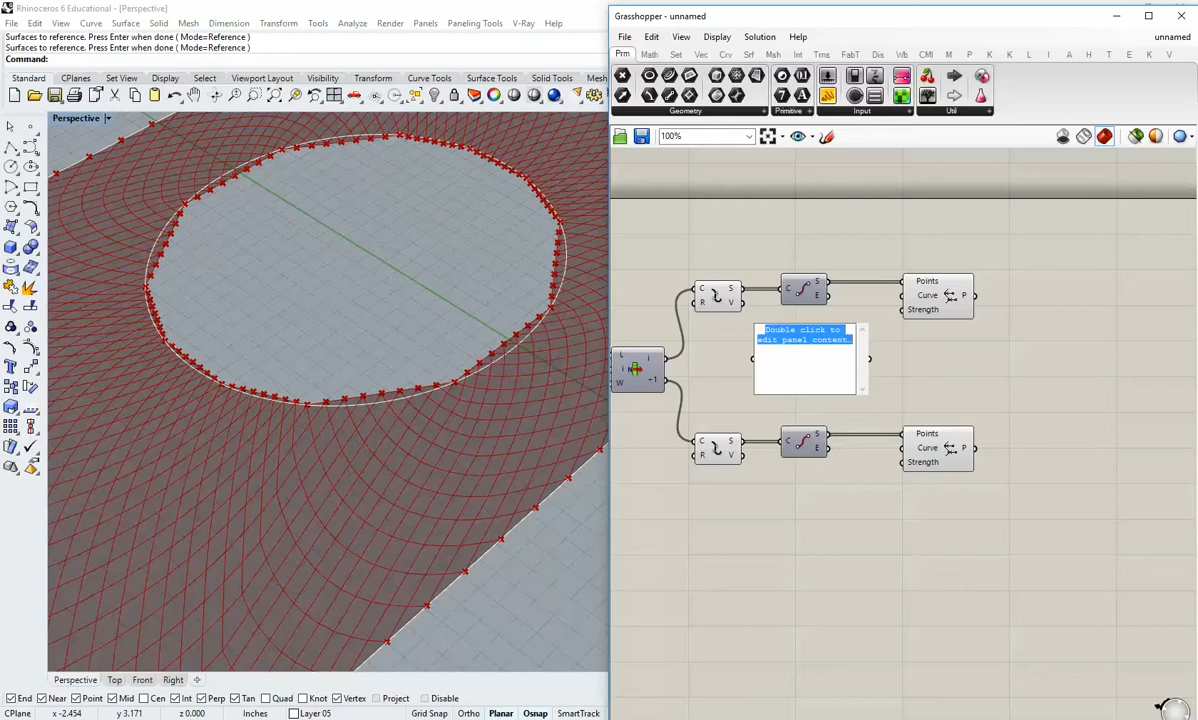 Rhinoceros 6 Educational - [Perspective]
File Edit View Curve Surface Solid Mesh Dimension Transform Tools Analyze Render Panels Paneling Tools V-Ray Help
Surfaces to reference. Press Enter when done ( Mode=Reference )
Surfaces to reference. Press Enter when done ( Mode=Reference )
Command:
Standard CPlanes Set View Display Select Viewport Layout Visibility Transform Curve Tools Surface Tools Solid Tools Mesh
Perspective
Perspective Top Front Right
End Near Point Mid Cen Int Perp Tan Quad Knot Vertex Project Disable
CPlane x -2.454 y 3.171 z 0.000 Inches Layer 05 Grid Snap Ortho Planar Osnap SmartTrack
Grasshopper - unnamed
File Edit View Display Solution Help unnamed
Prm Math Set Vec Crv Srf Msh Int Trns FabT Dis Wb CMI M A P K K L K L A H T E K V
Geometry Primitive Input Util
100%
C S
R V
C S
E
Points
Curve P
Strength
Double click to
edit panel content…
L i
i
W +1
C S
R V
C S
E
Points
Curve P
Strength